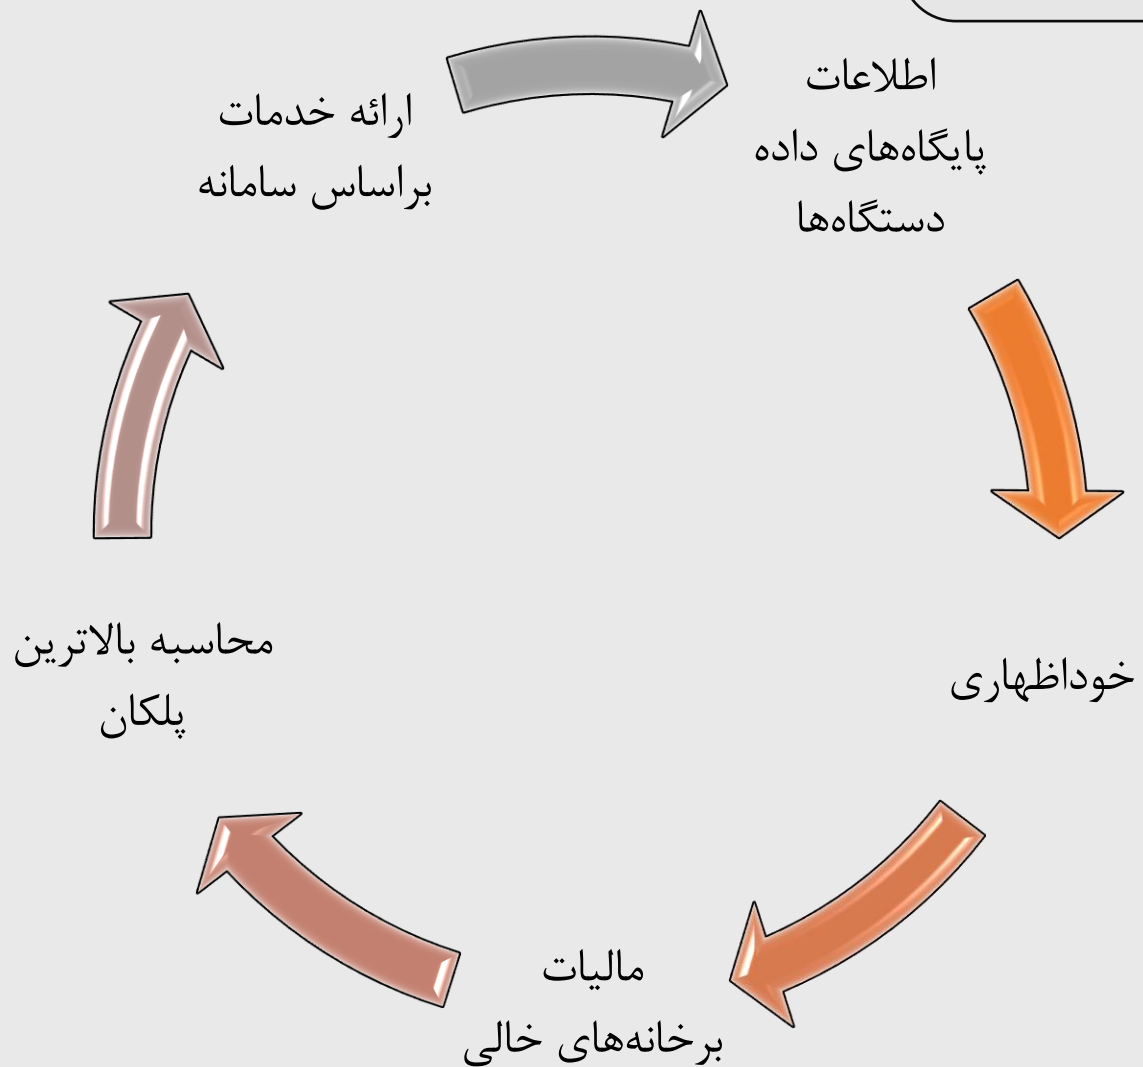 اطلاعات
پایگاه‌های داده
دستگاه‌ها
خوداظهاری
مالیات
برخانه‌های خالی
محاسبه بالاترین
پلکان
ارائه خدمات
براساس سامانه